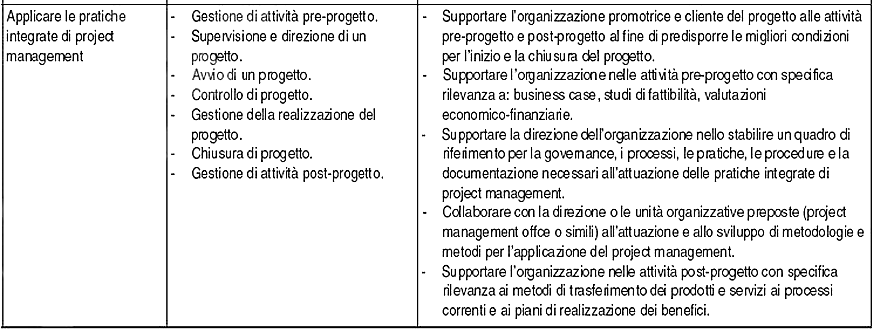 Applicare le pratiche
integrate di project
management
- Gestione di attività pre-progetto.
- Supervisione e direzione di un
progetto.
- Avvio di un progetto.
- Controllo di progetto.
- Gestione della realizzazione del
progetto.
- Chiusura di progetto.
- Gestione di attività post-progetto.
- Supportare l'organizzazione promotrice e cliente del progetto alle attività
pre-progetto e post-progetto al fine di predisporre le migliori condizioni
per l'inizio e la chiusura del progetto.
- Supportare l'organizzazione nelle attività pre-progetto con specifica
rilevanza a: business case, studi di fattibilità, valutazioni
economico-finanziarie.
- Supportare la direzione dell'organizzazione nello stabilire un quadro di
riferimento per la governance, i processi, le pratiche, le procedure e la
documentazione necessari all'attuazione delle pratiche integrate di
project management.
- Collaborare con la direzione o le unità organizzative preposte (project
management offce o simili) all'attuazione e allo sviluppo di metodologie e
metodi per l'applicazione del project management.
- Supportare l'organizzazione nelle attività post-progetto con specifica
rilevanza ai metodi di trasferimento dei prodotti e servizi ai processi
correnti e ai piani di realizzazione dei benefici.